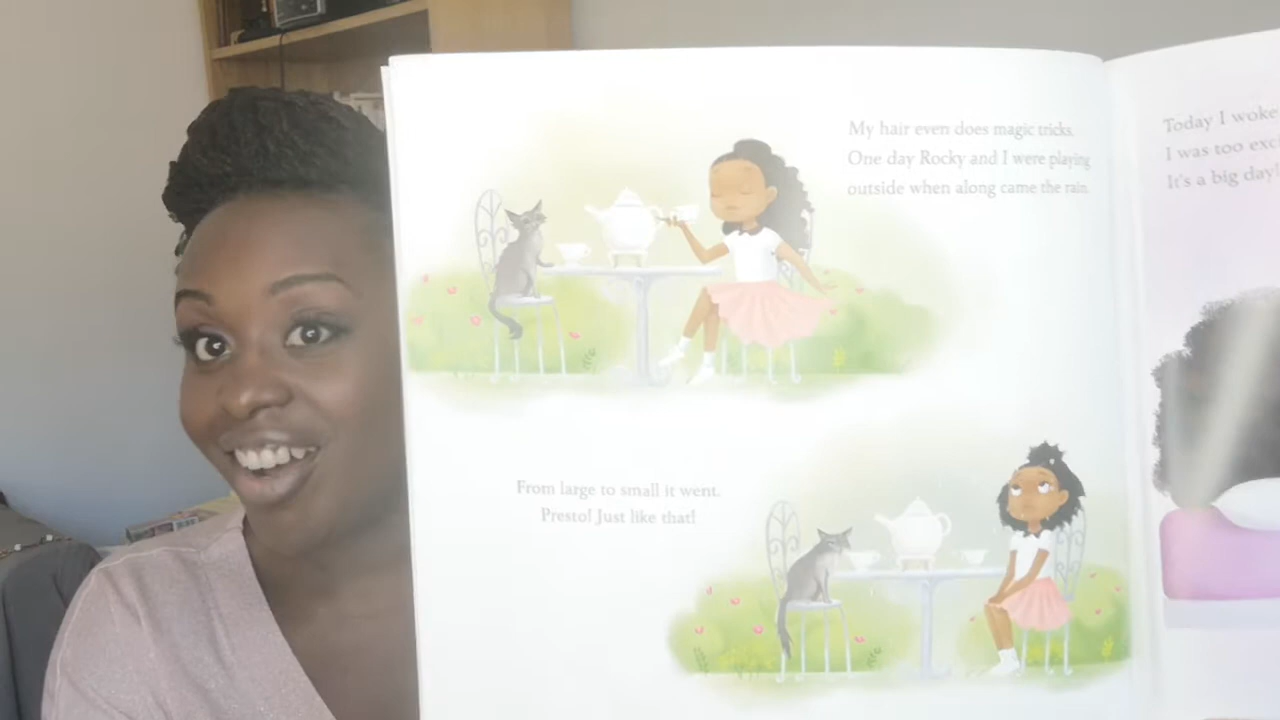 My hair even does magic tricks.
One day Rocky and I were playing
outside when along came the rain.
From large to small it went.
Presto! Just like that!
Today I woke
I was too
It's a big day!